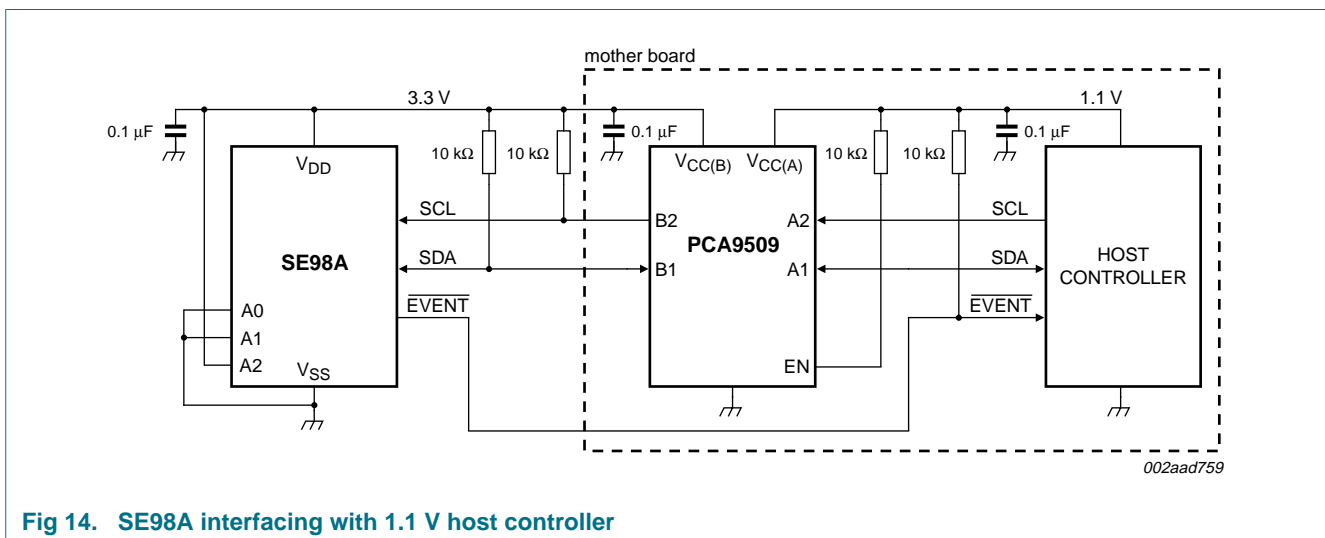 mother board
3.3 V
1.1 V
0.1 μF
10 kΩ
10 kΩ
0.1 μF
10 kΩ
10 kΩ
0.1 μF
VDD
VCC(B)
VCC(A)
SCL
B2
A2
SCL
SE98A
PCA9509
HOST
CONTROLLER
SDA
B1
A1
SDA
A0
EVENT
EVENT
A1
A2
EN
VSS
002aad759
Fig 14. SE98A interfacing with 1.1 V host controller